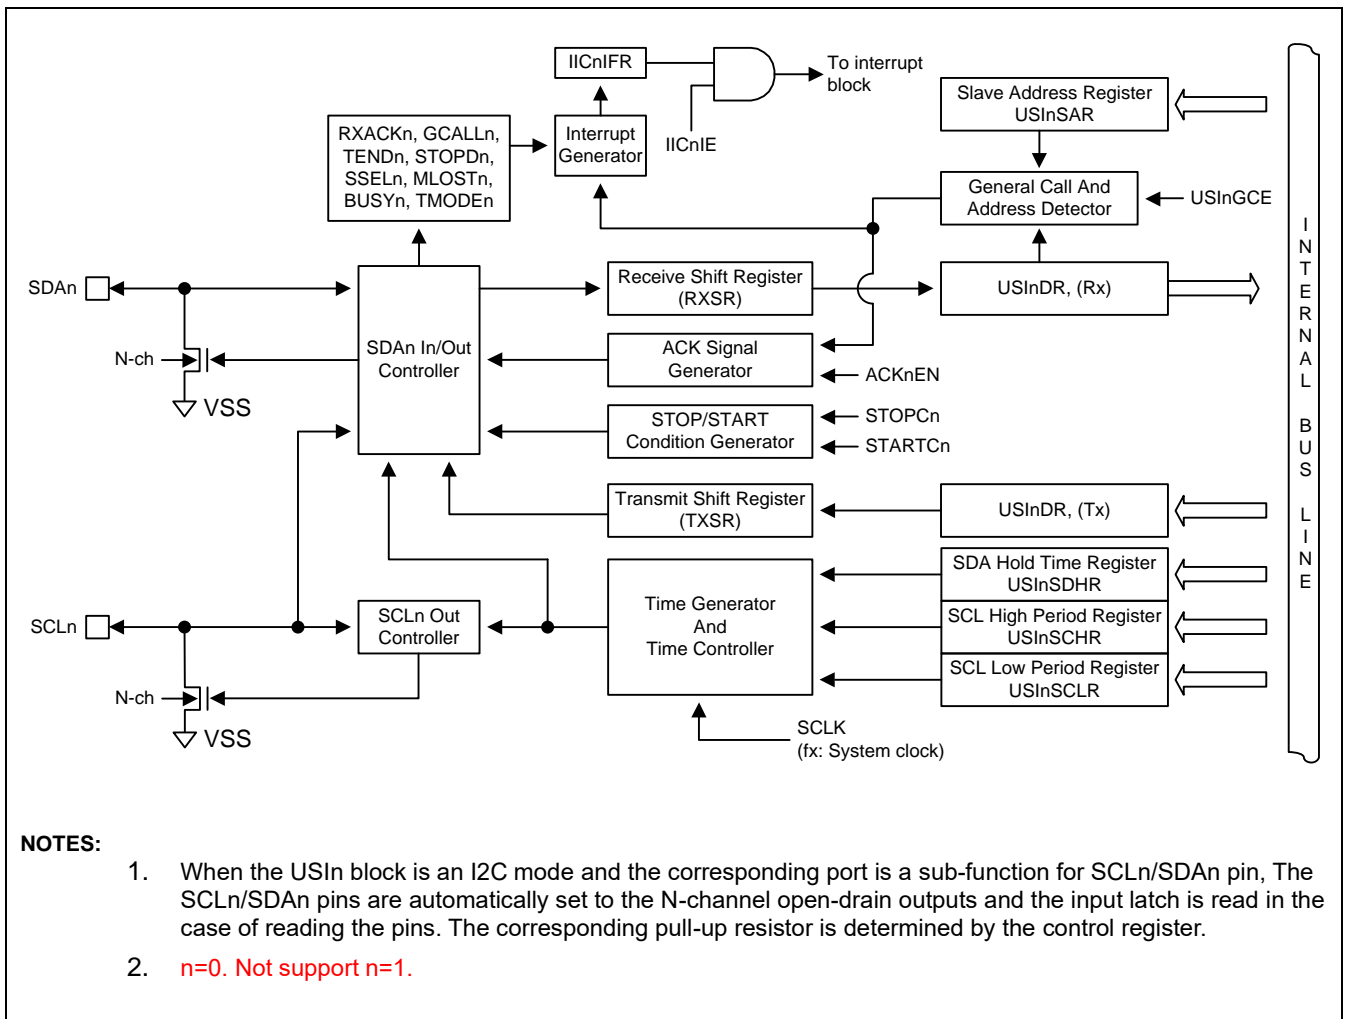 IICnIFR
To interrupt
block
Slave Address Register
USInSAR
RXACKn, GCALLn,
TENDn, STOPDn,
SSELn, MLOSTn,
BUSYn, TMODEn
Interrupt
Generator
IICnIE
General Call And
Address Detector
USInGCE
SDAn
Receive Shift Register
(RXSR)
USInDR, (Rx)
N-ch
SDAn In/Out
Controller
ACK Signal
Generator
ACKnEN
VSS
STOP/START
Condition Generator
STOPCn
STARTCn
Transmit Shift Register
(TXSR)
USInDR, (Tx)
SDA Hold Time Register
USInSDHR
SCLn
SCLn Out
Controller
Time Generator
And
Time Controller
SCL High Period Register
USInSCHR
SCL Low Period Register
USInSCLR
N-ch
VSS
SCLK
(fx: System clock)
INTERNAL BUS LINE
NOTES:
1. When the USIn block is an I2C mode and the corresponding port is a sub-function for SCLn/SDAn pin, The
SCLn/SDAn pins are automatically set to the N-channel open-drain outputs and the input latch is read in the
case of reading the pins. The corresponding pull-up resistor is determined by the control register.
2. n=0. Not support n=1.